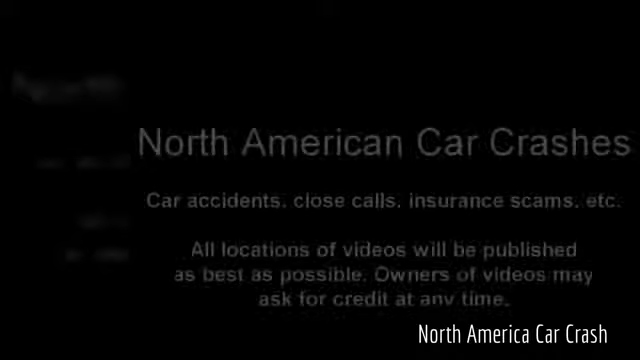 North American Car Crashes
Car accidents. close calls. insurance scams. etc.
All locations of videos will be published
as best as possible. Owners of videos may
ask for credit at any time.
North America Car Crash